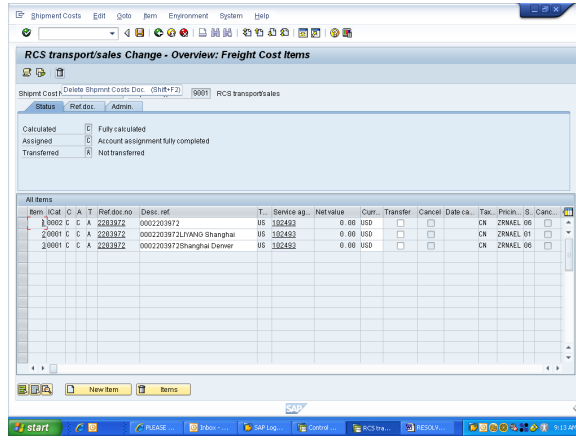 Shipment Costs Edit Goto Item Environment System Help
RCS transport/sales Change - Overview: Freight Cost Items
Shipmt Cost
Delete Shipmnt Costs Doc. (Shift+F2)
9001 RCS transport/sales
Status Ref.doc. Admin.
Calculated C Fully calculated
Assigned C Account assignment fully completed
Transferred A Not transferred
All items
Item ICat C A T Ref.doc.no Desc. ref. T... Service ag... Net value Curr... Transfer Cancel Date ca... Tax... Pricin... S.. Canc...
1 0002 C C A 2203972 0002203972 US 102493 0.00 USD CN ZRNAEL 06
2 0001 C C A 2203972 0002203972LIYANG Shanghai US 102493 0.00 USD CN ZRNAEL 01
3 0001 C C A 2203972 0002203972Shanghai Denver US 102493 0.00 USD CN ZRNAEL 06
New Item Items
SAP
start PLEASE ... Inbox - ... SAP Log... Control ... RCS tra... RESOLV... 9:13 AM